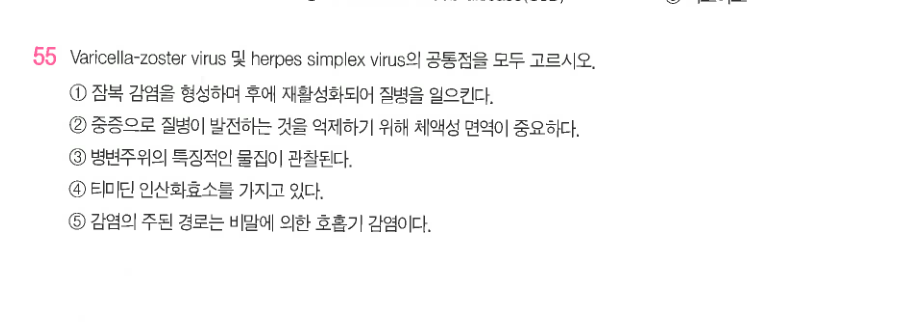 55 Varicella-zoster virus 및 herpes simplex virus의 공통점을 모두 고르시오.
① 잠복 감염을 형성하며 후에 재활성화되어 질병을 일으킨다.
② 중증으로 질병이 발전하는 것을 억제하기 위해 체액성 면역이 중요하다.
③ 병변주위의 특징적인 물집이 관찰된다.
④ 티미딘 인산화효소를 가지고 있다.
⑤ 감염의 주된 경로는 비말에 의한 호흡기 감염이다.